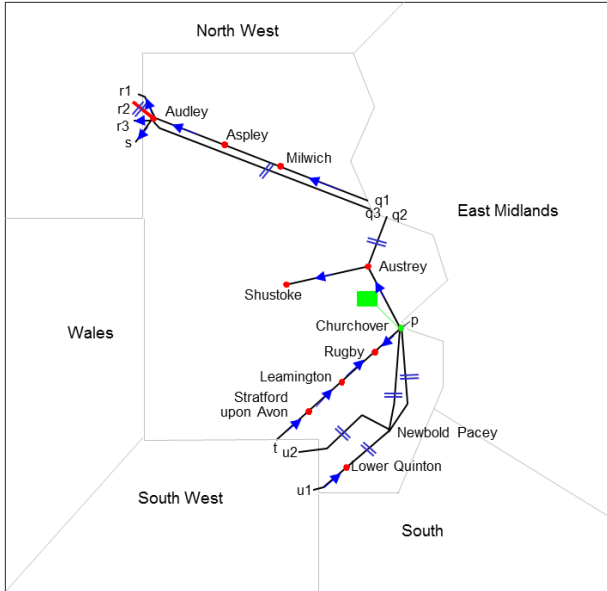 North West
r1
r2
r3
s
Audley
Aspley
Milwich
q1
q3 q2
East Midlands
Austrey
Shustoke
Wales
Churchover
p
Rugby
Leamington
Stratford
upon Avon
Newbold Pacey
t
u2
Lower Quinton
u1
South West
South